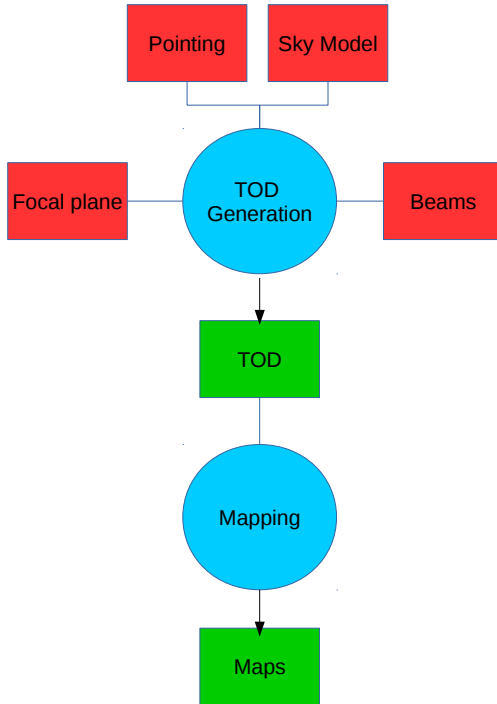 Pointing
Sky Model
Focal plane
TOD
Generation
Beams
TOD
Mapping
Maps